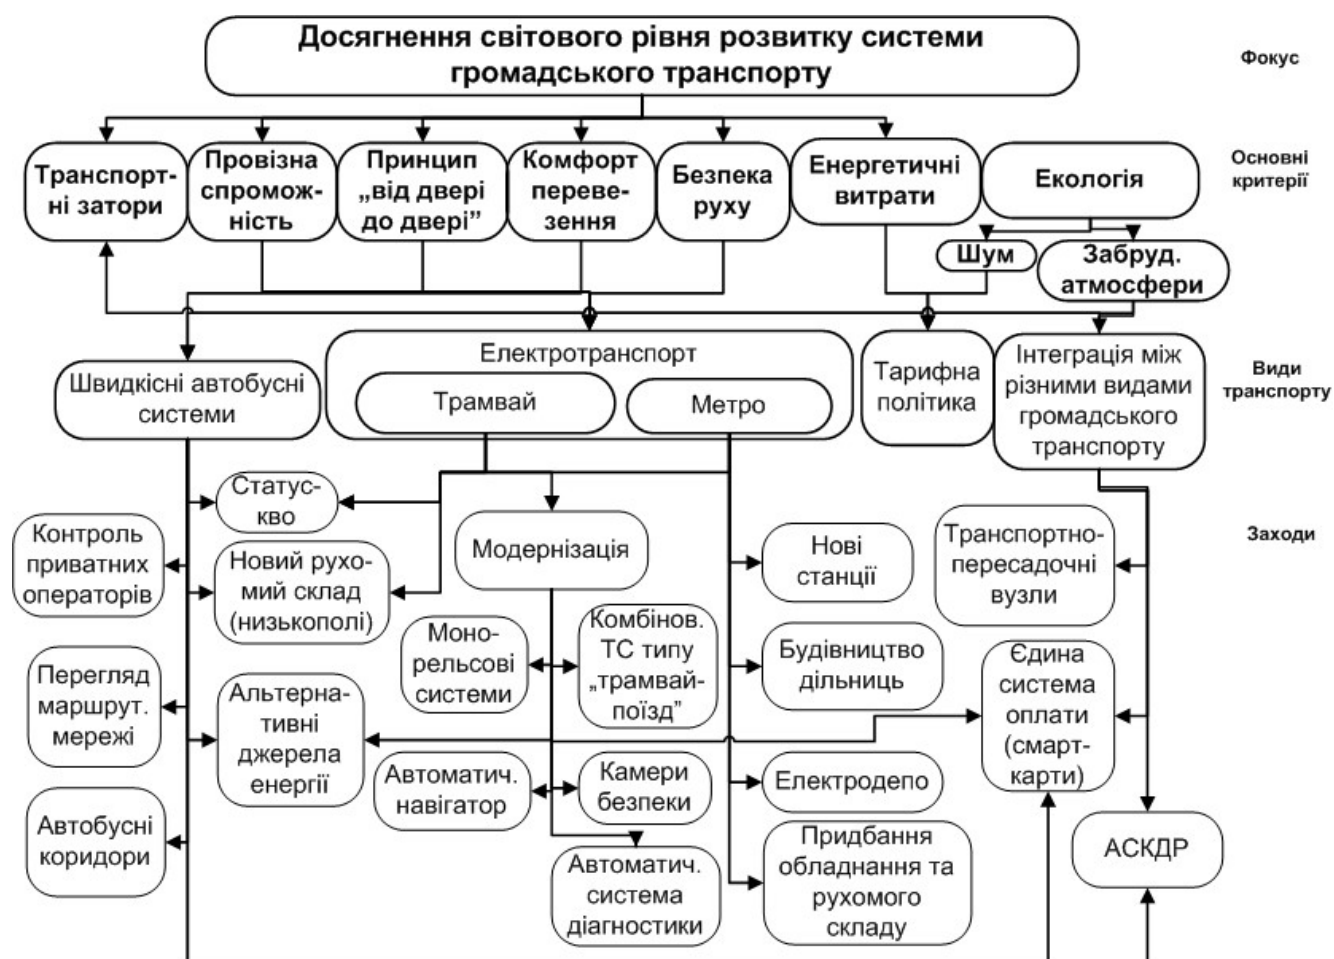 Досягнення світового рівня розвитку системи
громадського транспорту
Фокус
Транспорт-
ні затори
Провізна
спромож-
ність
Принцип
„від двері
до двері”
Комфорт
переве-
зення
Безпека
руху
Енергетичні
витрати
Екологія
Основні
критерії
Шум
Забруд.
атмосфери
Швидкісні автобусні
системи
Електротранспорт
Трамвай
Метро
Тарифна
політика
Інтеграція між
різними видами
громадського
транспорту
Види
транспорту
Статус-
кво
Контроль
приватних
операторів
Новий рухо-
мий склад
(низькополі)
Модернізація
Нові
станції
Транспортно-
пересадочні
вузли
Заходи
Перегляд
маршрут.
мережі
Альтерна-
тивні
джерела
енергії
Моно-
рельсові
системи
Комбінов.
ТС типу
„трамвай-
поїзд”
Будівництво
дільниць
Єдина
система
оплати
(смарт-
карти)
Автоматич.
навігатор
Камери
безпеки
Електродепо
Автобусні
коридори
Автоматич.
система
діагностики
Придбання
обладнання та
рухомого
складу
АСКДР